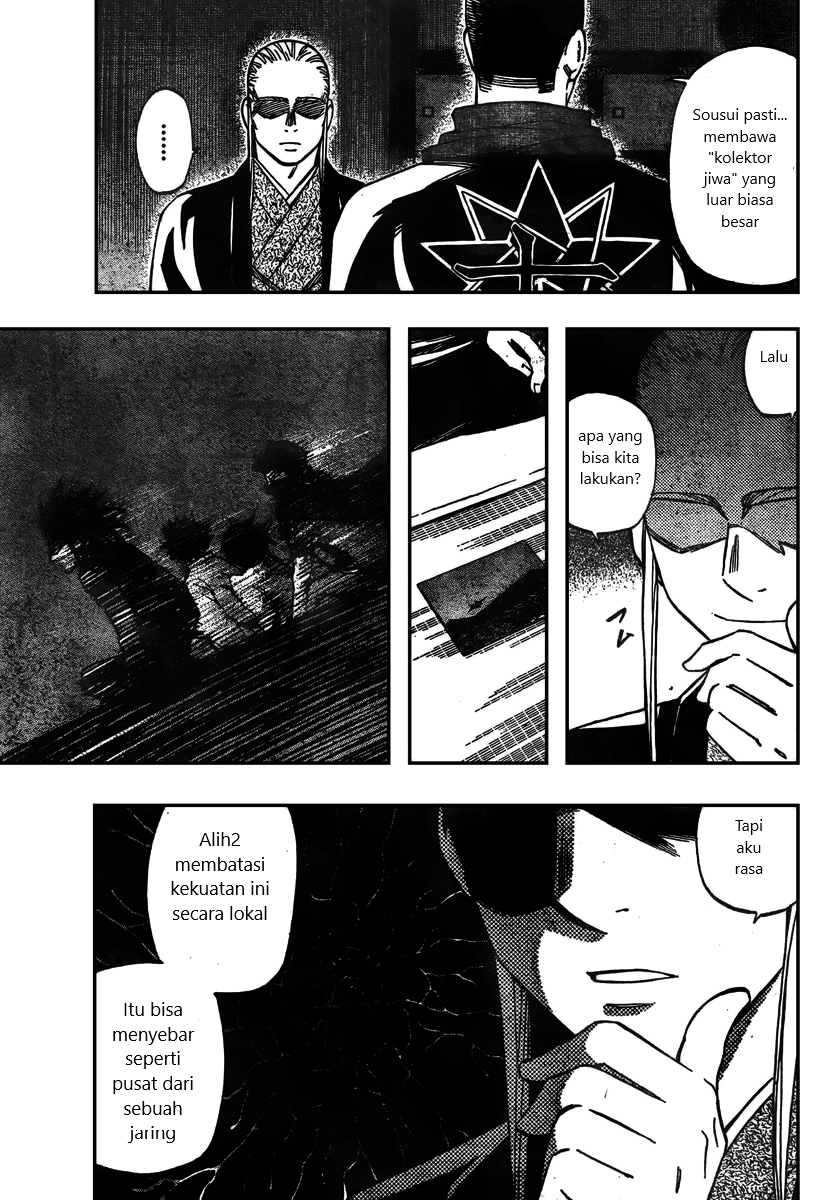 Sousui pasti...
membawa
"kolektor
jiwa" yang
luar biasa
besar
......
Lalu
apa yang
bisa kita
lakukan?
Tapi
aku
rasa
Alih2
membatasi
kekuatan ini
secara lokal
Itu bisa
menyebar
seperti
pusat dari
sebuah
jaring